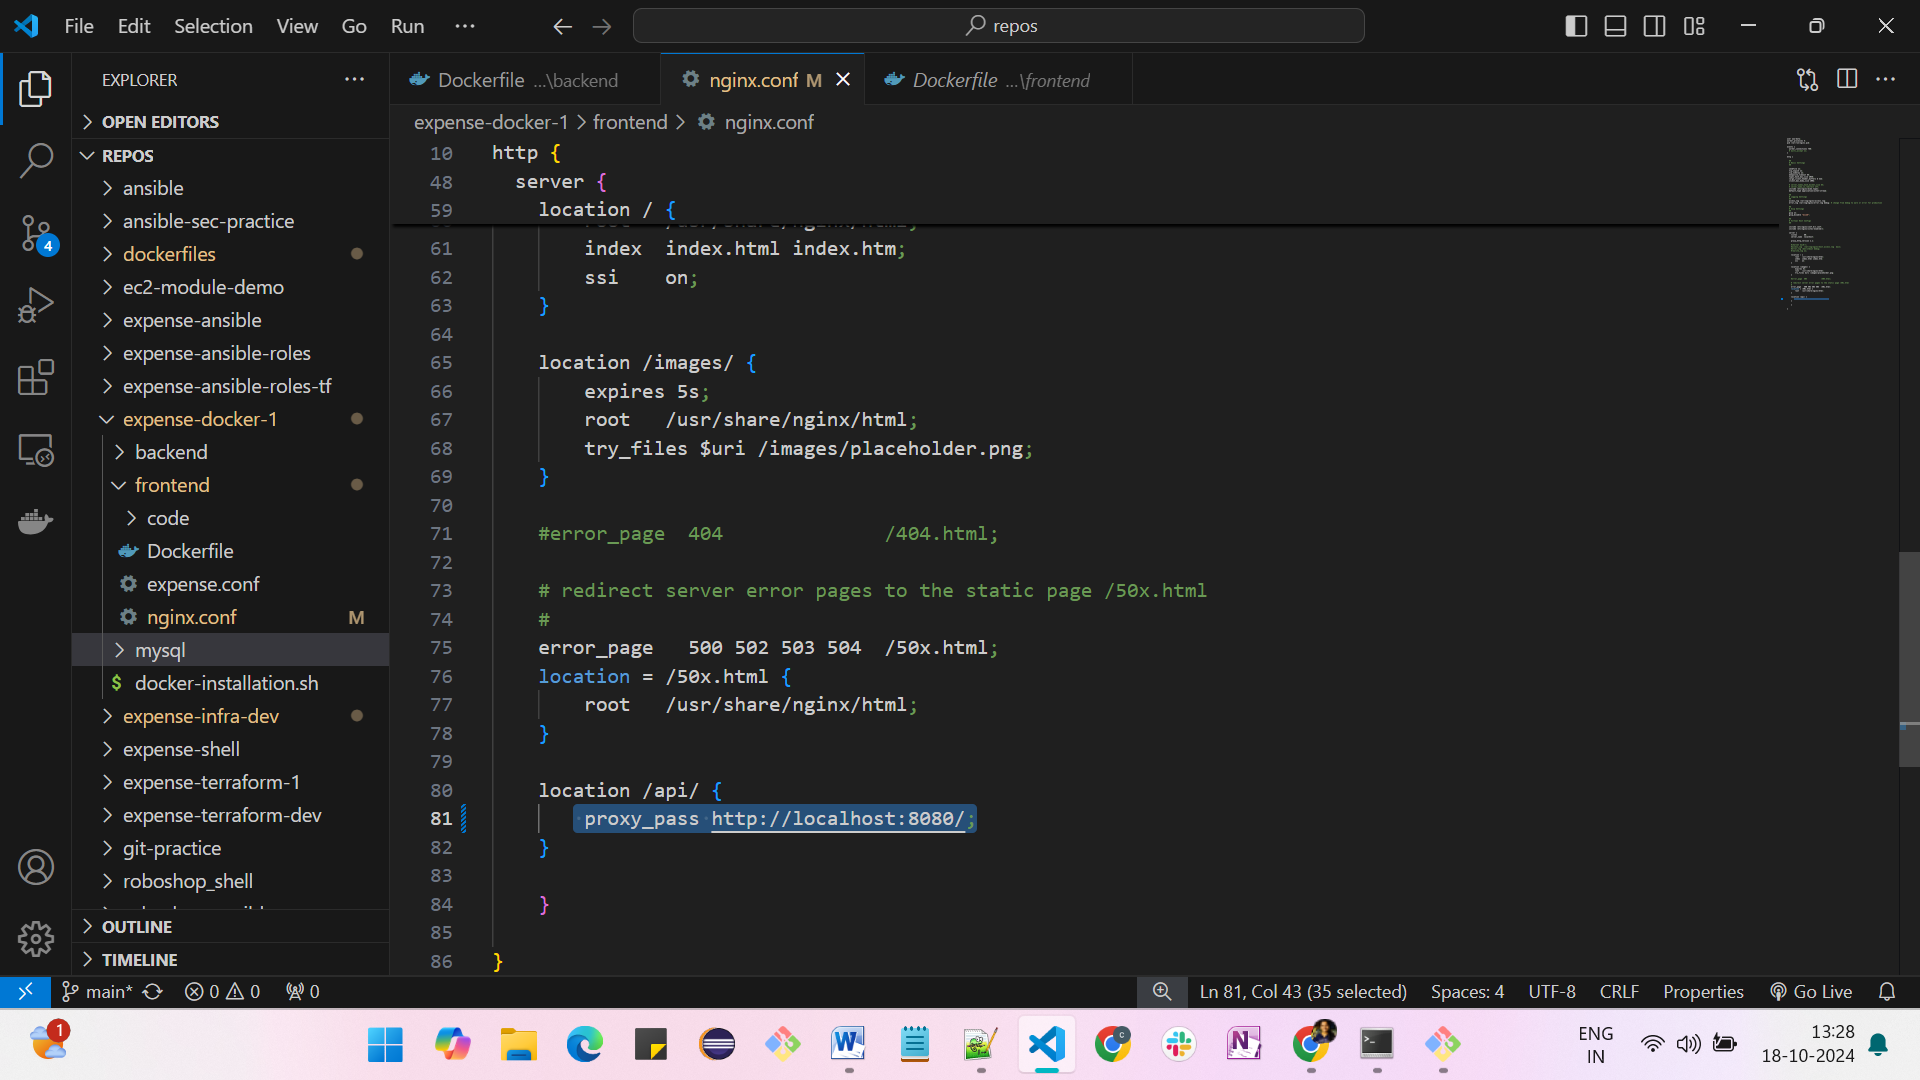 File Edit Selection View Go Run ···
repos
EXPLORER ···
OPEN EDITORS
REPOS
ansible
ansible-sec-practice
dockerfiles
ec2-module-demo
expense-ansible
expense-ansible-roles
expense-ansible-roles-tf
expense-docker-1
backend
frontend
code
Dockerfile
expense.conf
nginx.conf M
mysql
$ docker-installation.sh
expense-infra-dev
expense-shell
expense-terraform-1
expense-terraform-dev
git-practice
roboshop_shell
OUTLINE
TIMELINE
4
Dockerfile ...\backend
nginx.conf M
Dockerfile ...\frontend
expense-docker-1 > frontend > nginx.conf
10 http {
48 server {
59 location / {
61 index index.html index.htm;
62 ssi on;
63 }
64
65 location /images/ {
66 expires 5s;
67 root /usr/share/nginx/html;
68 try_files $uri /images/placeholder.png;
69 }
70
71 #error_page 404 /404.html;
72
73 # redirect server error pages to the static page /50x.html
74 #
75 error_page 500 502 503 504 /50x.html;
76 location = /50x.html {
77 root /usr/share/nginx/html;
78 }
79
80 location /api/ {
81 proxy_pass http://localhost:8080/;
82 }
83
84 }
85
86 }
main* 0 0 0
Ln 81, Col 43 (35 selected) Spaces: 4 UTF-8 CRLF Properties Go Live
1
ENG
IN
13:28
18-10-2024